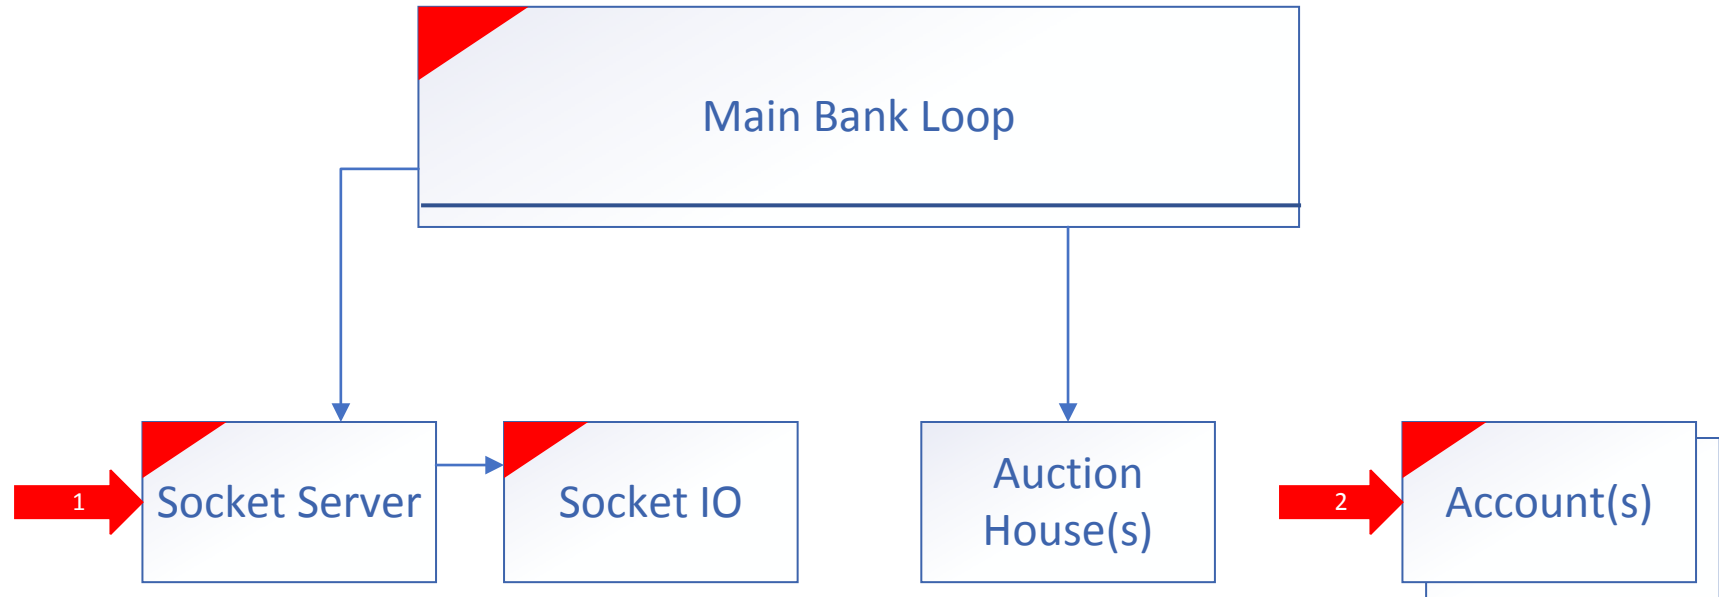 Main Bank Loop
1
Socket Server
Socket IO
Auction
House(s)
2
Account(s)